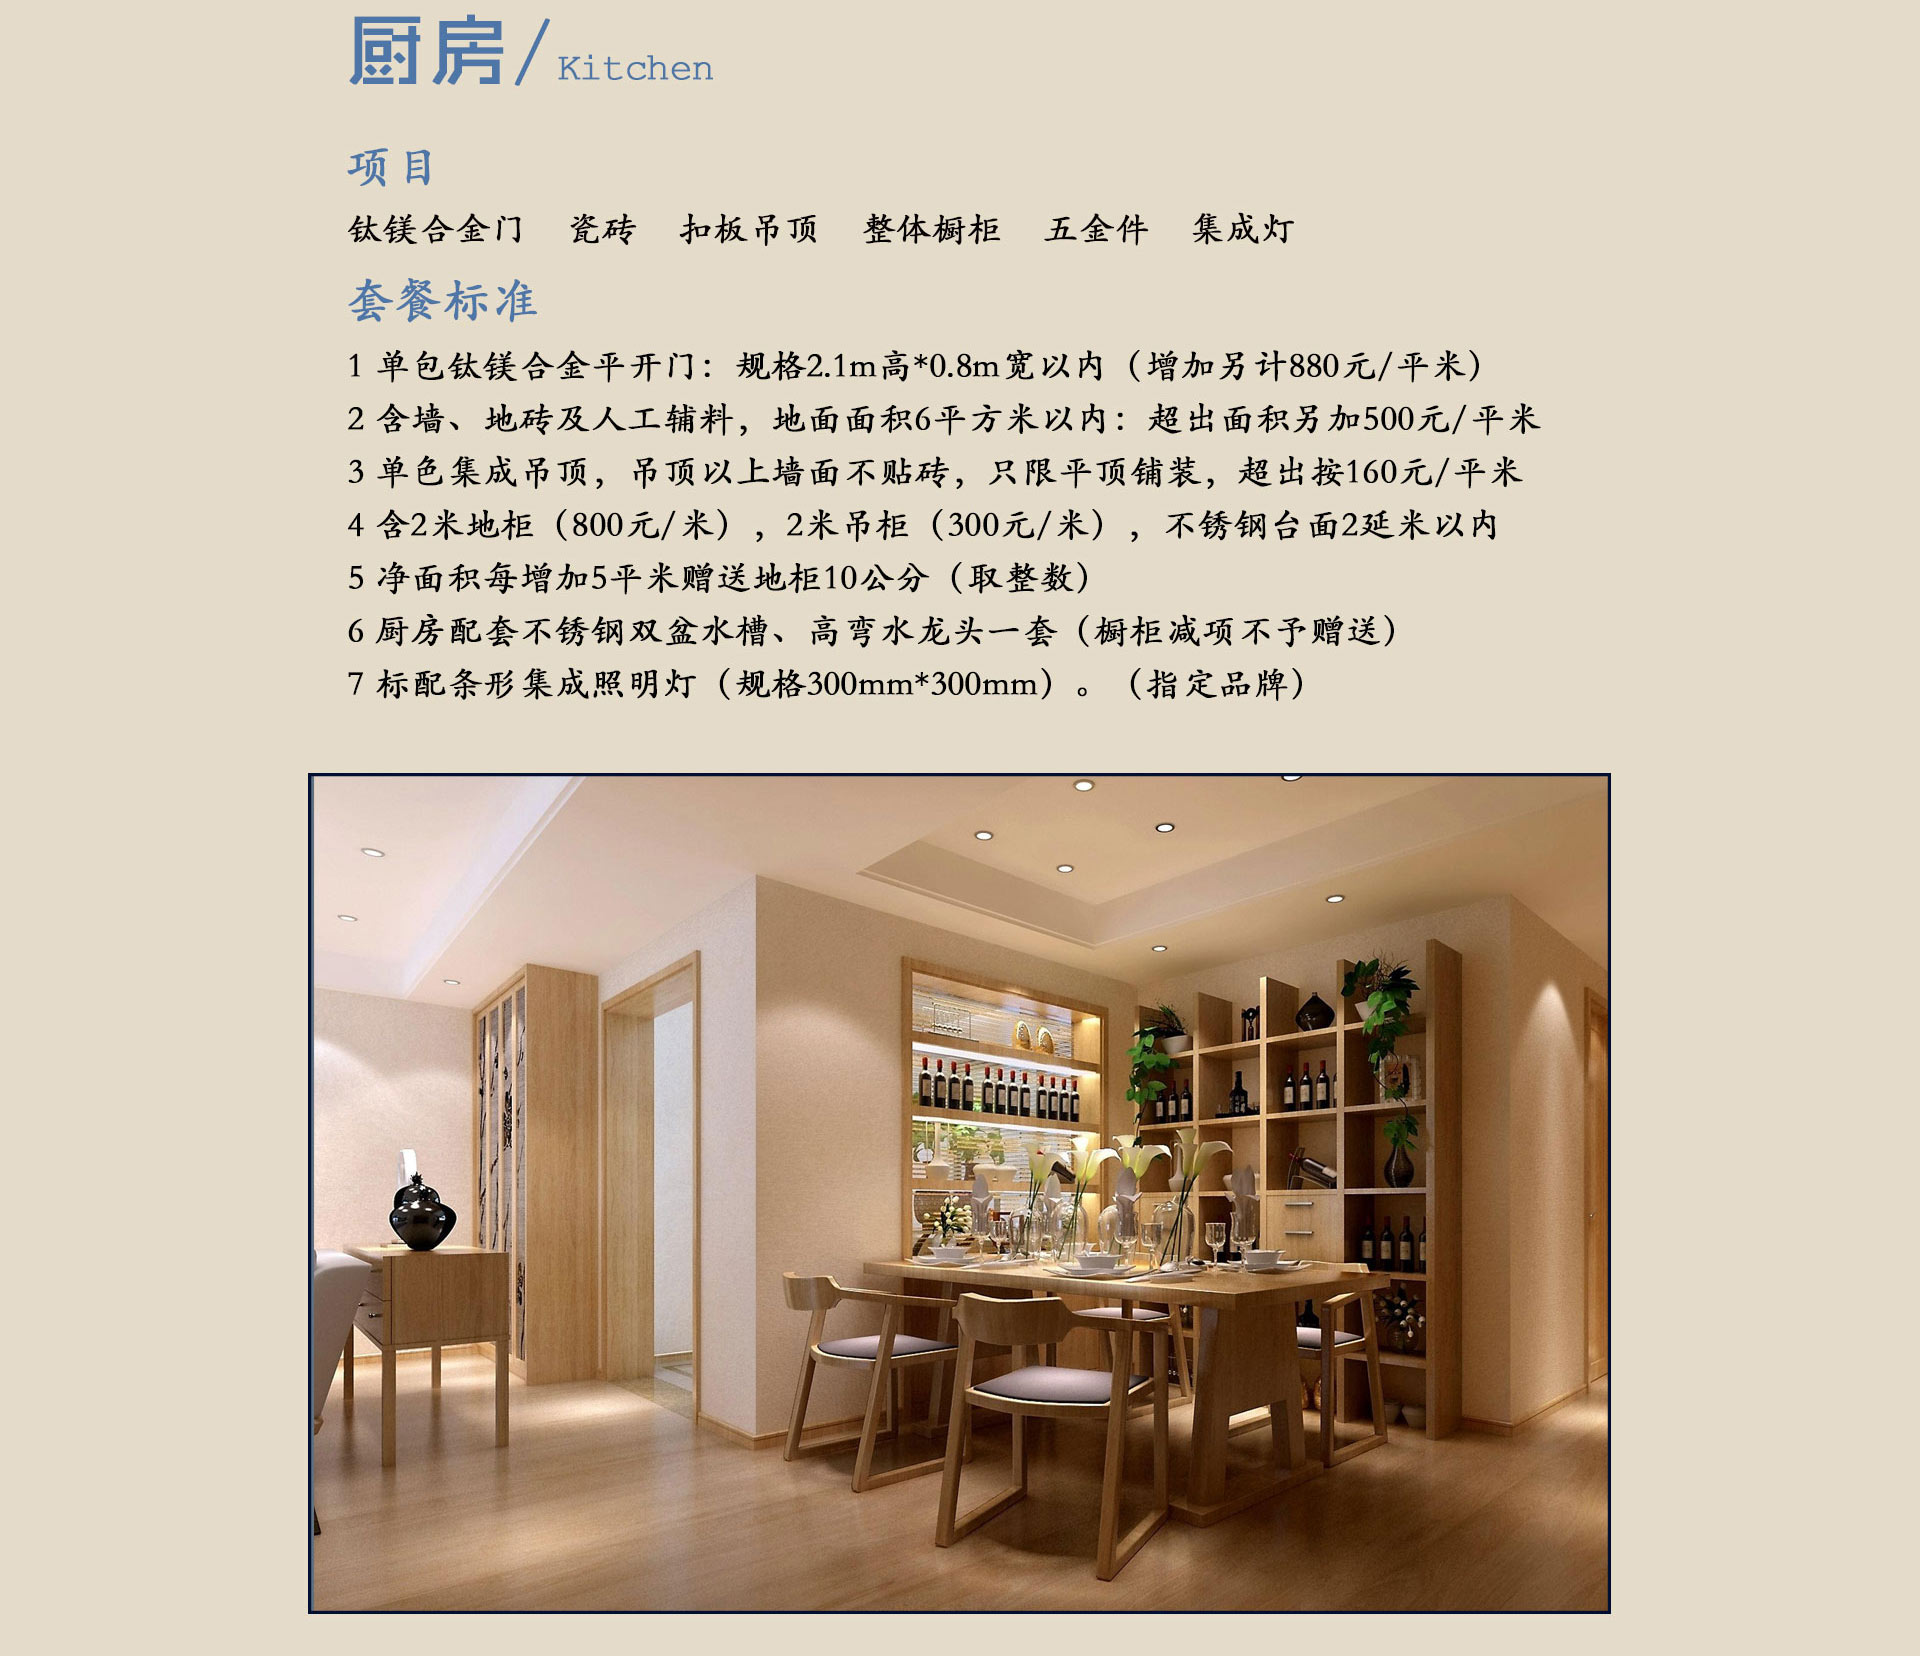 厨房/Kitchen
项目
钛镁合金门 瓷砖 扣板吊顶 整体橱柜 五金件 集成灯
套餐标准
1 单包钛镁合金平开门：规格2.1m高*0.8m宽以内（增加另计880元/平米）
2 含墙、地砖及人工辅料，地面面积6平方米以内：超出面积另加500元/平米
3 单色集成吊顶，吊顶以上墙面不贴砖，只限平顶铺装，超出按160元/平米
4 含2米地柜（800元/米），2米吊柜（300元/米），不锈钢台面2延米以内
5 净面积每增加5平米赠送地柜10公分（取整数）
6 厨房配套不锈钢双盆水槽、高弯水龙头一套（橱柜减项不予赠送）
7 标配条形集成照明灯（规格300mm*300mm）。（指定品牌）